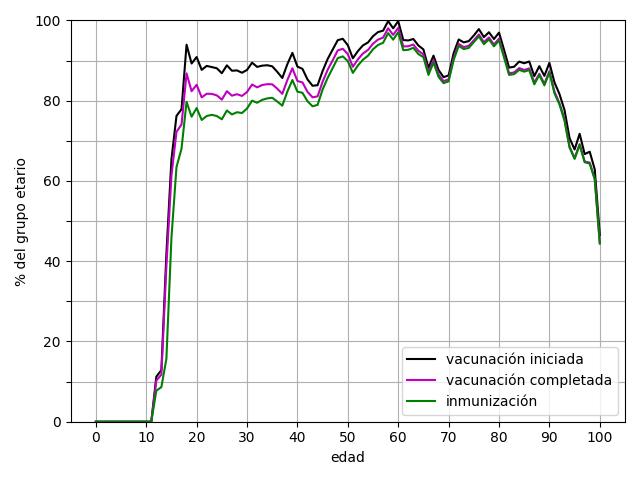 100
80
60
40
20
0
% del grupo etario
0 10 20 30 40 50 60 70 80 90 100
edad
vacunación iniciada
vacunación completada
inmunización